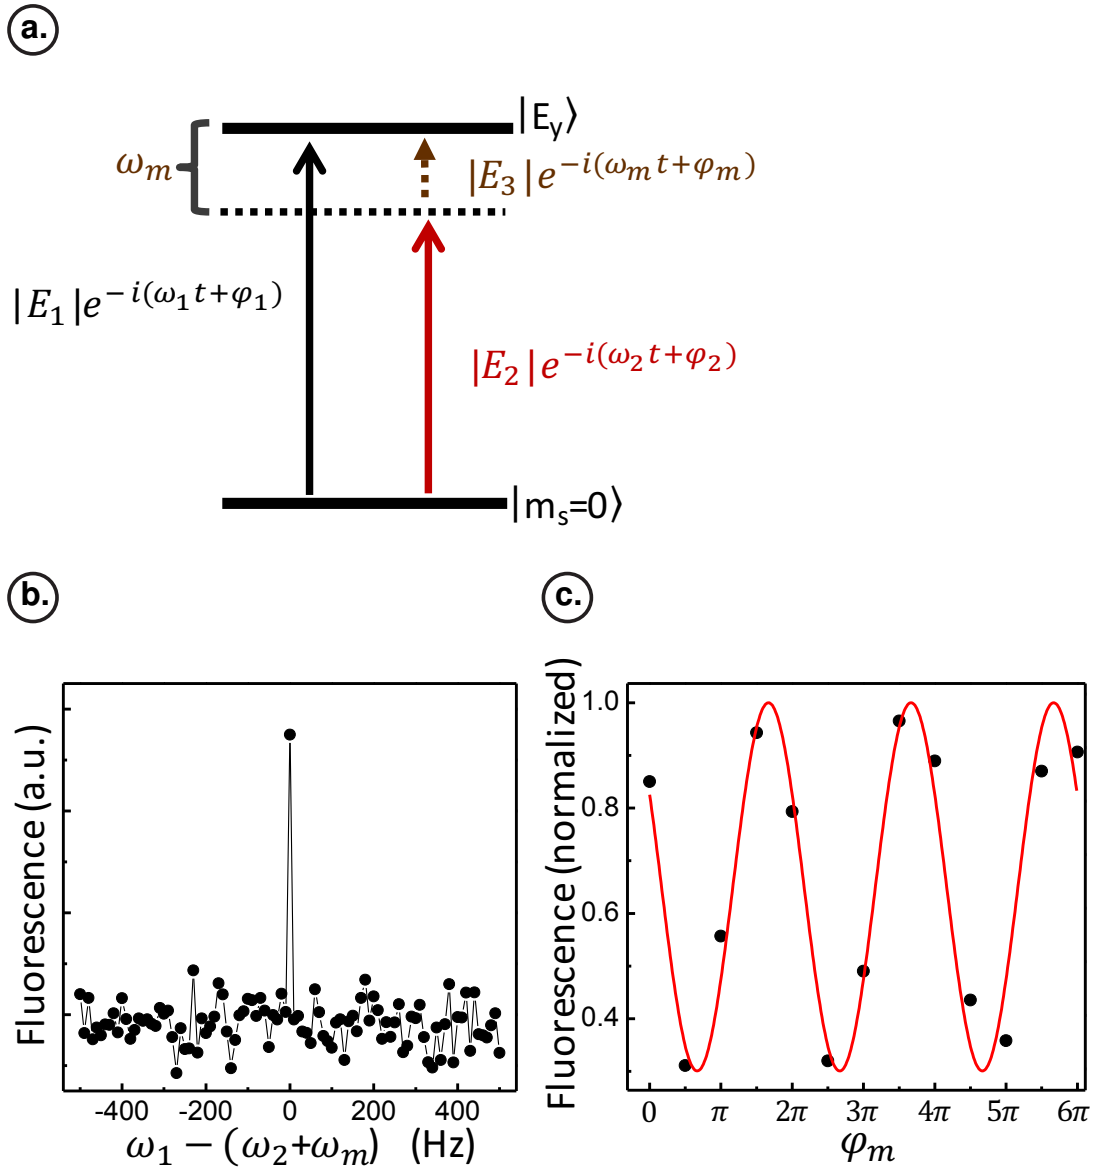 a.
|E_y⟩
ω_m
|E_3|e^{-i(ω_m t+φ_m)}
|E_1|e^{-i(ω_1 t+φ_1)}
|E_2|e^{-i(ω_2 t+φ_2)}
|m_s=0⟩
b.
Fluorescence (a.u.)
-400 -200 0 200 400
ω_1 − (ω_2+ω_m) (Hz)
c.
Fluorescence (normalized)
1.0
0.8
0.6
0.4
0 π 2π 3π 4π 5π 6π
φ_m